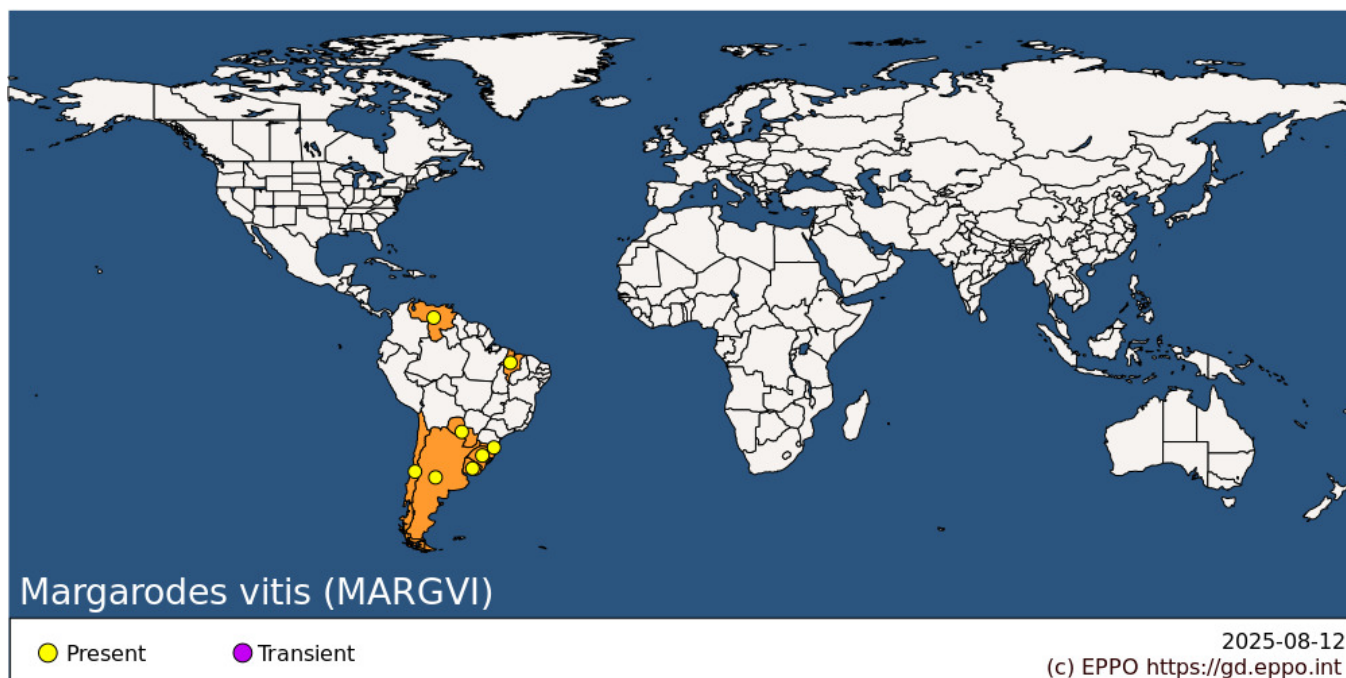 Margarodes vitis (MARGVI)
Present
Transient
2025-08-12
(c) EPPO https://gd.eppo.int